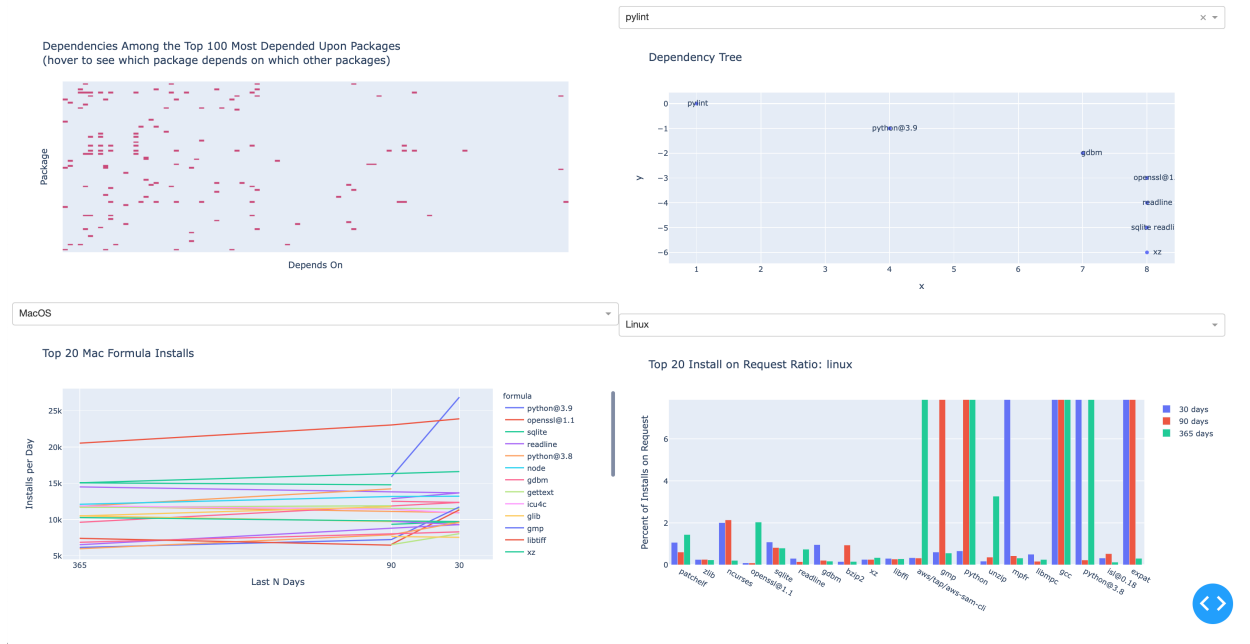 pylint
Dependencies Among the Top 100 Most Depended Upon Packages
(hover to see which package depends on which other packages)
Package
Depends On
Dependency Tree
0
−1
−2
−3
−4
−5
−6
y
pylint
python@3.9
gdbm
openssl@1.
readline
sqlite readli
xz
1
2
3
4
5
6
7
8
x
MacOS
Top 20 Mac Formula Installs
25k
20k
15k
10k
5k
Installs per Day
365
90
30
Last N Days
formula
python@3.9
openssl@1.1
sqlite
readline
python@3.8
node
gdbm
gettext
icu4c
glib
gmp
libtiff
xz
Linux
Top 20 Install on Request Ratio: linux
6
4
2
0
Percent of Installs on Request
patchelf
zlib
ncurses
openssl@1.1
sqlite
readline
gdbm
bzip2
xz
libffi
aws/tap/aws-sam-cli
gmp
python
unzip
mpfr
libmpc
gcc
python@3.8
isl@0.18
expat
30 days
90 days
365 days